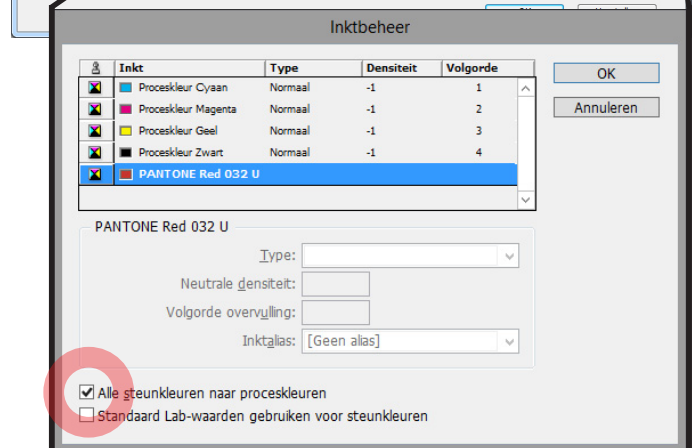 Inktbeheer
Inkt Type Densiteit Volgorde
Proceskleur Cyaan Normaal -1 1
Proceskleur Magenta Normaal -1 2
Proceskleur Geel Normaal -1 3
Proceskleur Zwart Normaal -1 4
PANTONE Red 032 U
OK
Annuleren
PANTONE Red 032 U
Type:
Neutrale densiteit:
Volgorde overvulling:
Inktalias: [Geen alias]
Alle steunkleuren naar proceskleuren
Standaard Lab-waarden gebruiken voor steunkleuren